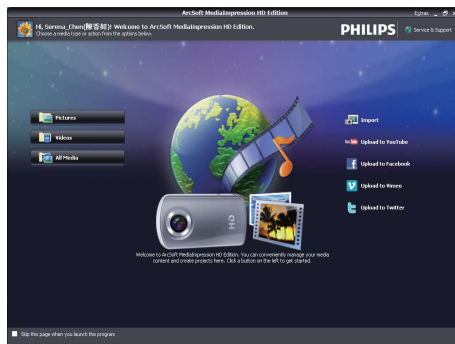 ArcSoft MediaImpression HD Edition
Extras
Hi, Serena_Chen(陳香如)! Welcome to ArcSoft MediaImpression HD Edition.
Choose a media type or action from the options below.
PHILIPS
Service & Support
Pictures
Videos
All Media
Import
YouTube
Upload to YouTube
Upload to Facebook
Upload to Vimeo
Upload to Twitter
HD
Welcome to ArcSoft MediaImpression HD Edition. You can conveniently manage your media
content and create projects here. Click a button on the left to get started.
Skip this page when you launch the program